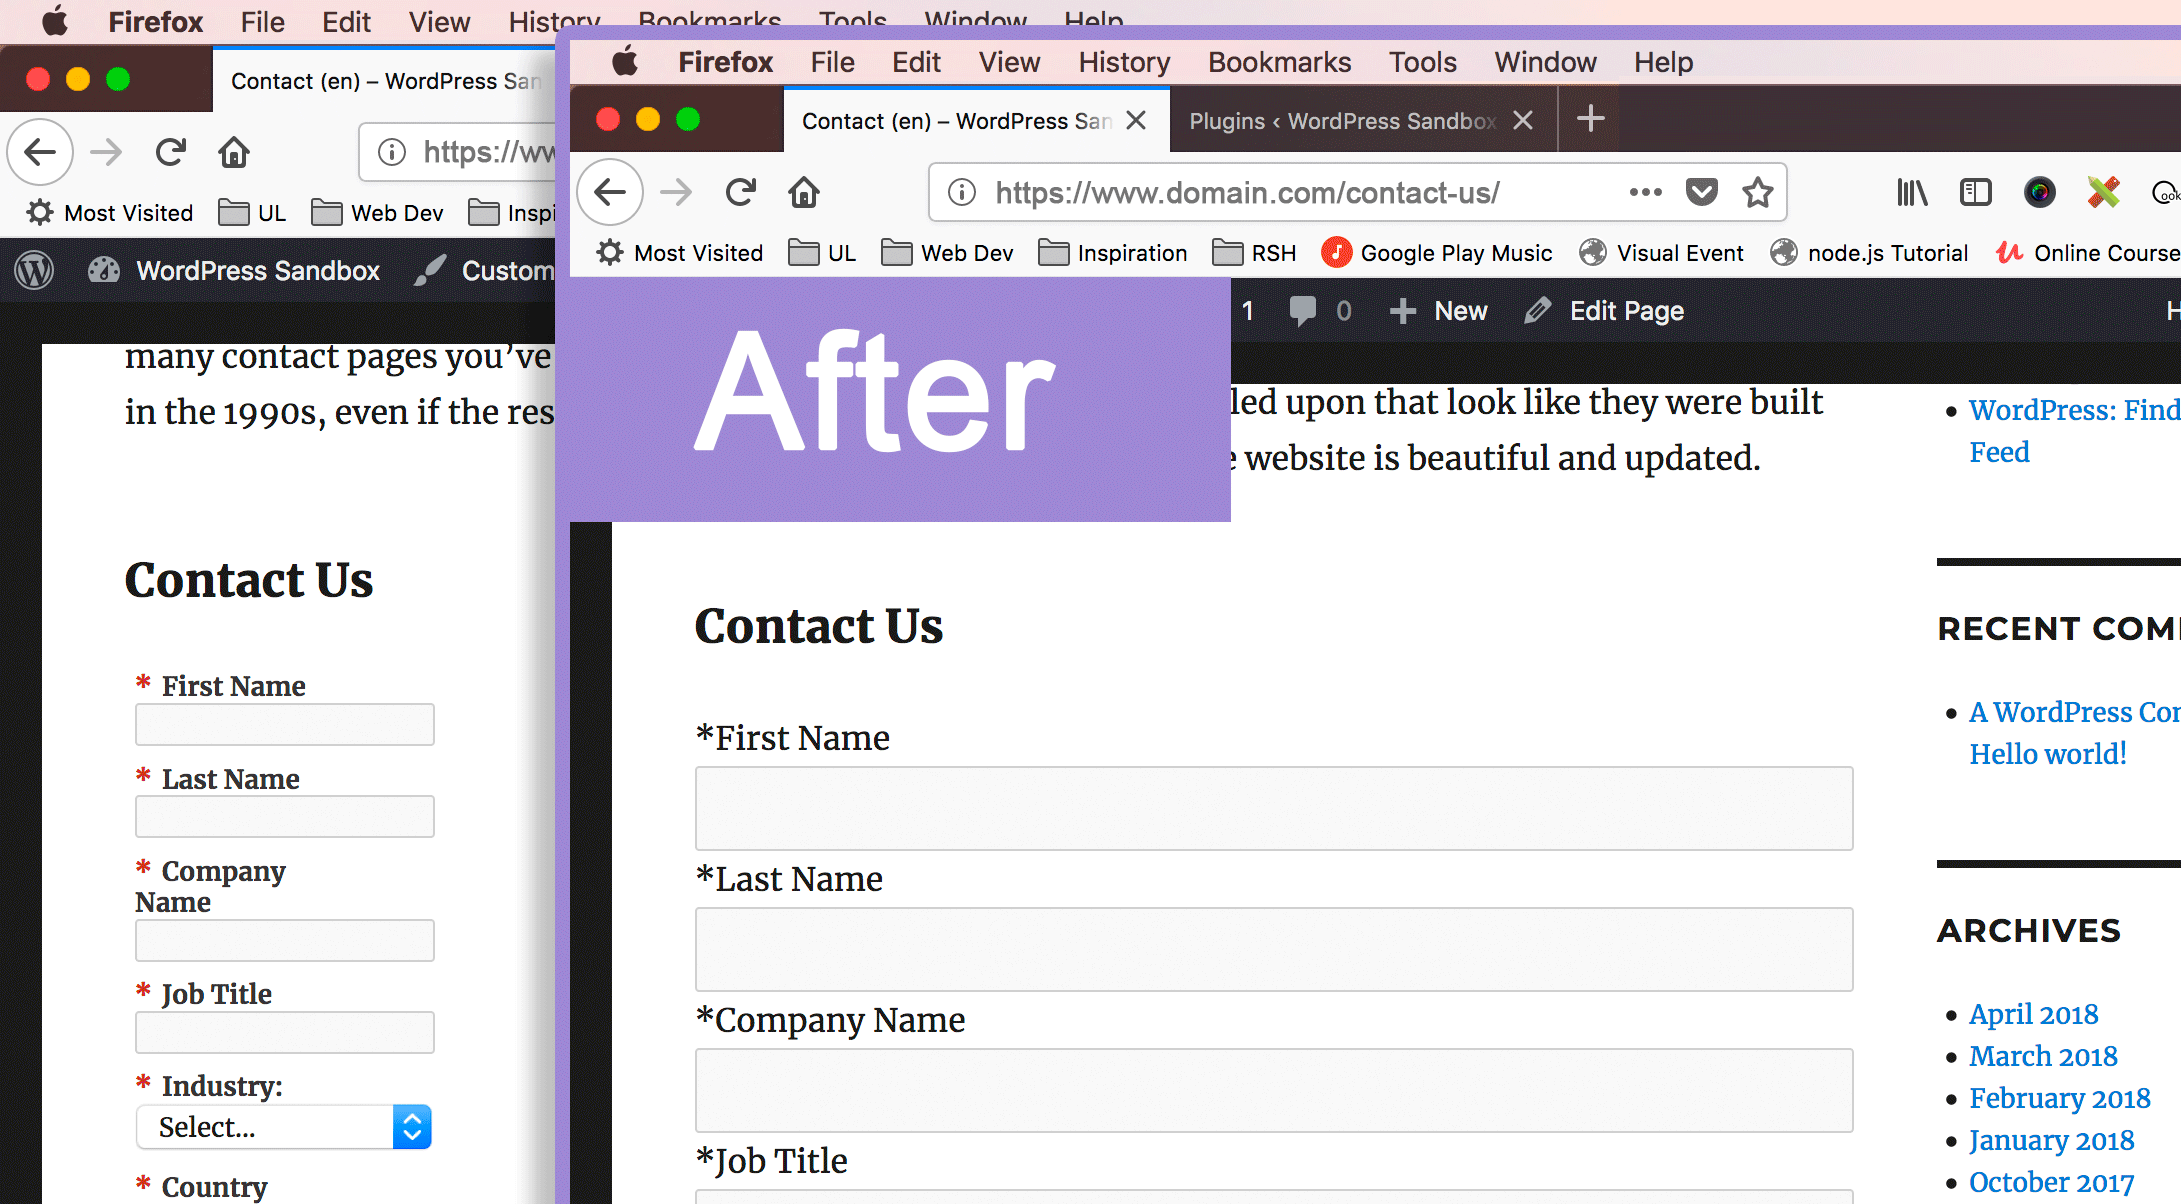 Firefox File Edit View History Bookmarks Tools Window Help
Contact (en) – WordPress San
https://ww
Most Visited UL Web Dev Inspi
WordPress Sandbox Custom
many contact pages you've
in the 1990s, even if the res
Contact Us
* First Name
* Last Name
* Company
Name
* Job Title
* Industry:
Select...
* Country
Firefox File Edit View History Bookmarks Tools Window Help
Contact (en) – WordPress San Plugins ‹ WordPress Sandbox
https://www.domain.com/contact-us/
Most Visited UL Web Dev Inspiration RSH Google Play Music Visual Event node.js Tutorial Online Course
After
1 0 New Edit Page H
led upon that look like they were built
e website is beautiful and updated.
Contact Us
*First Name
*Last Name
*Company Name
*Job Title
WordPress: Find
Feed
RECENT COM
A WordPress Com
Hello world!
ARCHIVES
April 2018
March 2018
February 2018
January 2018
October 2017